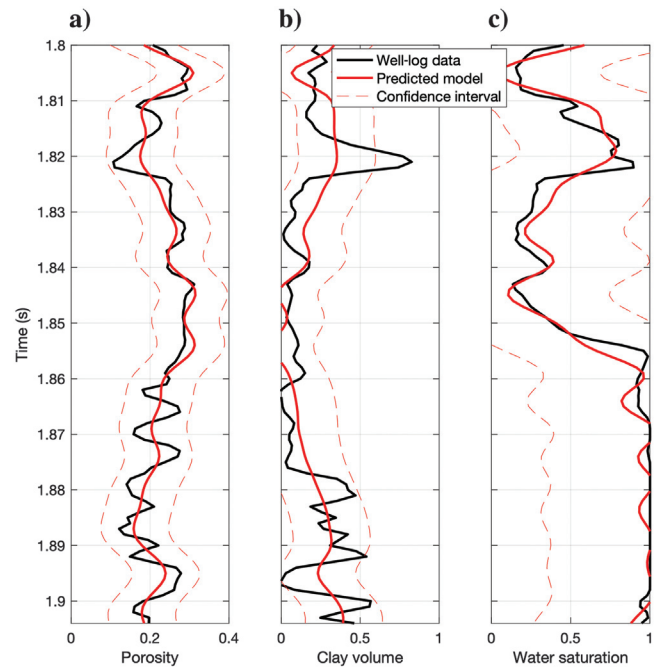 a) b) c)
Well-log data
Predicted model
Confidence interval
Time (s)
1.8
1.81
1.82
1.83
1.84
1.85
1.86
1.87
1.88
1.89
1.9
0 0.2 0.4 0 0.5 1 0 0.5 1
Porosity Clay volume Water saturation